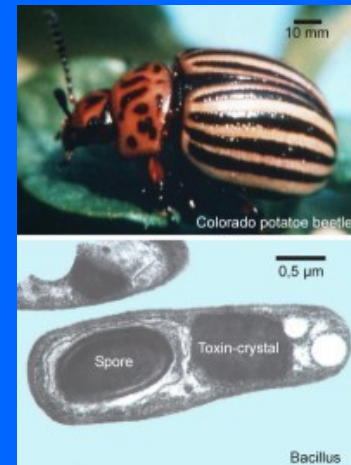 10 mm
Colorado potatoe beetle
0,5 µm
Spore
Toxin-crystal
Bacillus